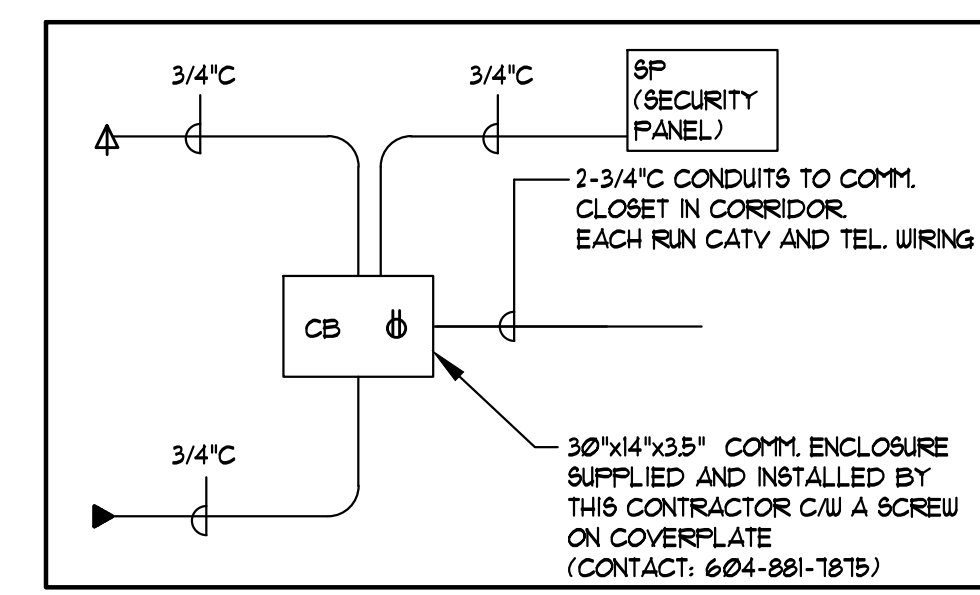 3/4"C
3/4"C
SP
(SECURITY
PANEL)
2-3/4"C CONDUITS TO COMM.
CLOSET IN CORRIDOR.
EACH RUN CATV AND TEL. WIRING
CB
3/4"C
30"x14"x3.5" COMM. ENCLOSURE
SUPPLIED AND INSTALLED BY
THIS CONTRACTOR C/W A SCREW
ON COVERPLATE
(CONTACT: 604-881-7875)